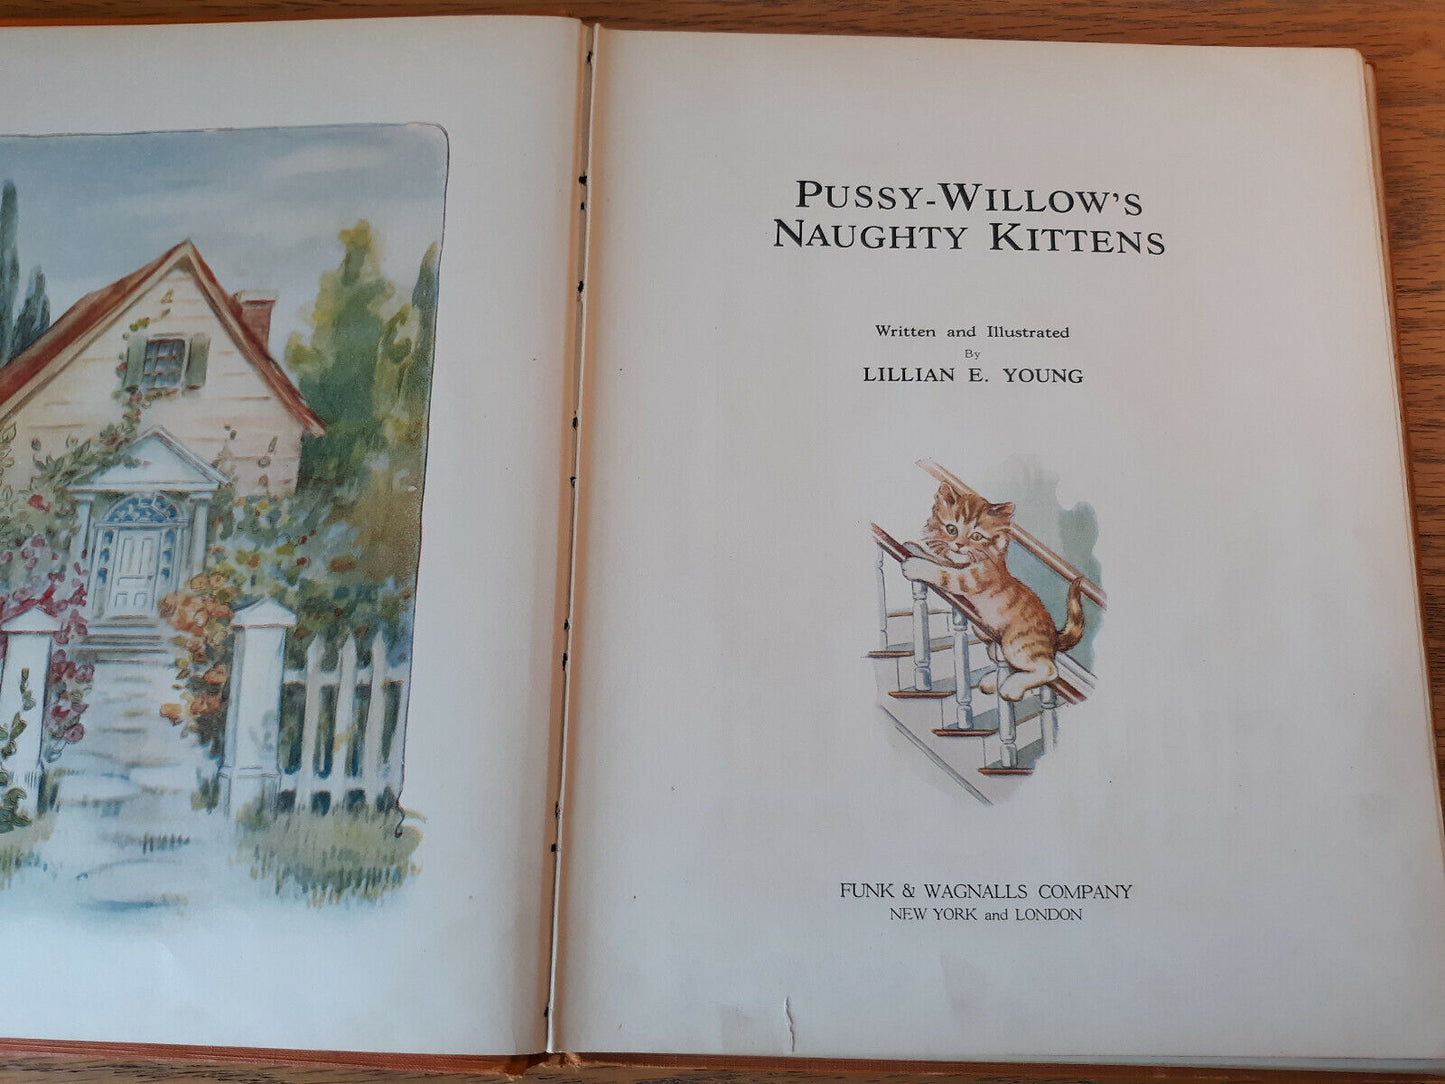 PUSSY-WILLOW'S
NAUGHTY KITTENS
Written and Illustrated
By
LILLIAN E. YOUNG
FUNK & WAGNALLS COMPANY
NEW YORK and LONDON